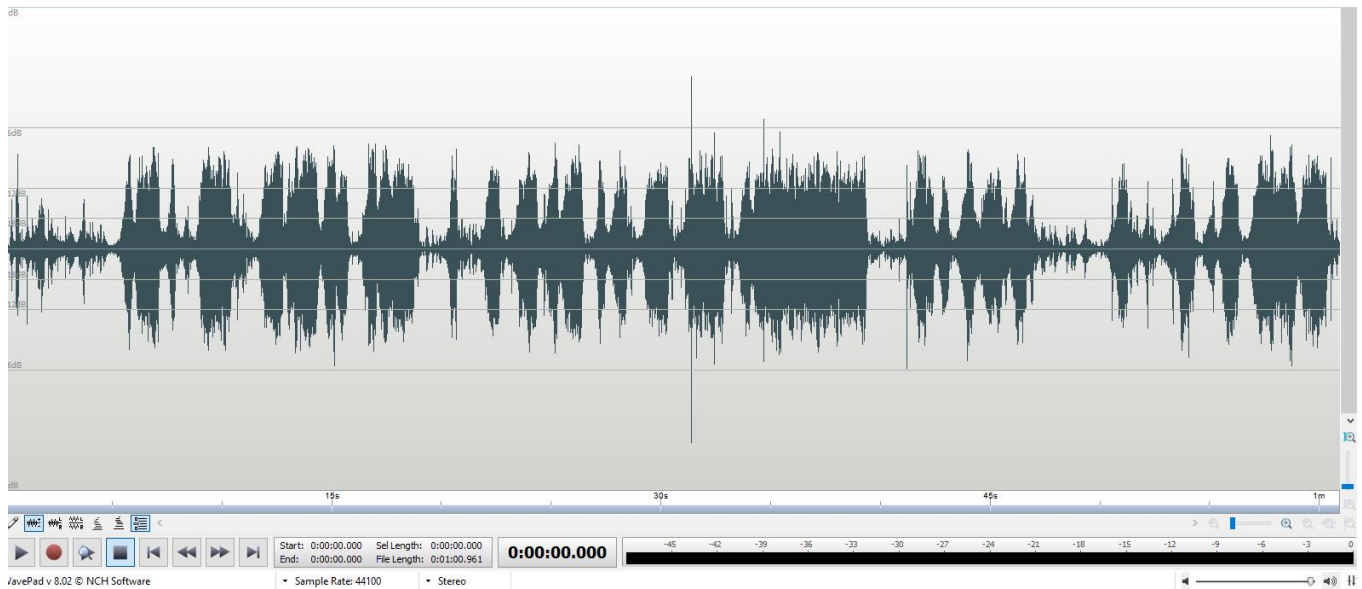 dB
6dB
12dB
18dB
12dB
6dB
dB
15s 30s 45s 1m
Start: 0:00:00.000 Sel Length: 0:00:00.000
End: 0:00:00.000 File Length: 0:01:00.961
0:00:00.000
-45 -42 -39 -36 -33 -30 -27 -24 -21 -18 -15 -12 -9 -6 -3 0
WavePad v 8.02 © NCH Software Sample Rate: 44100 Stereo